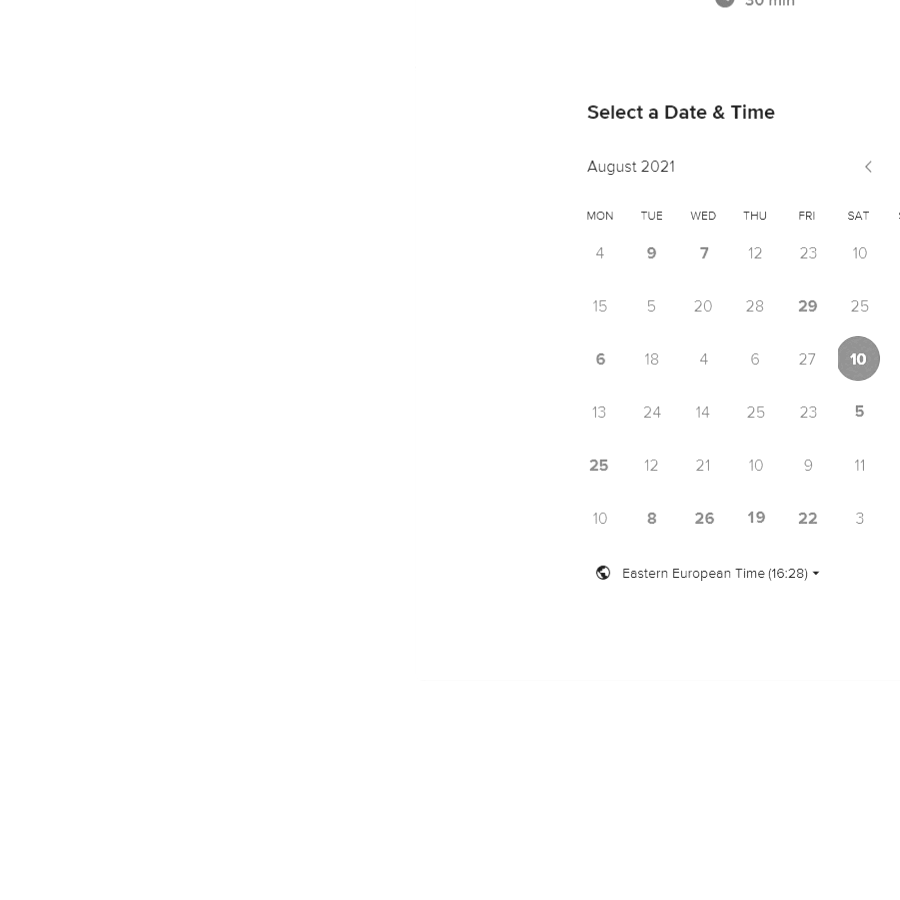 30 min
Select a Date & Time
August 2021
MON TUE WED THU FRI SAT
4 9 7 12 23 10
15 5 20 28 29 25
6 18 4 6 27 10
13 24 14 25 23 5
25 12 21 10 9 11
10 8 26 19 22 3
Eastern European Time (16:28)